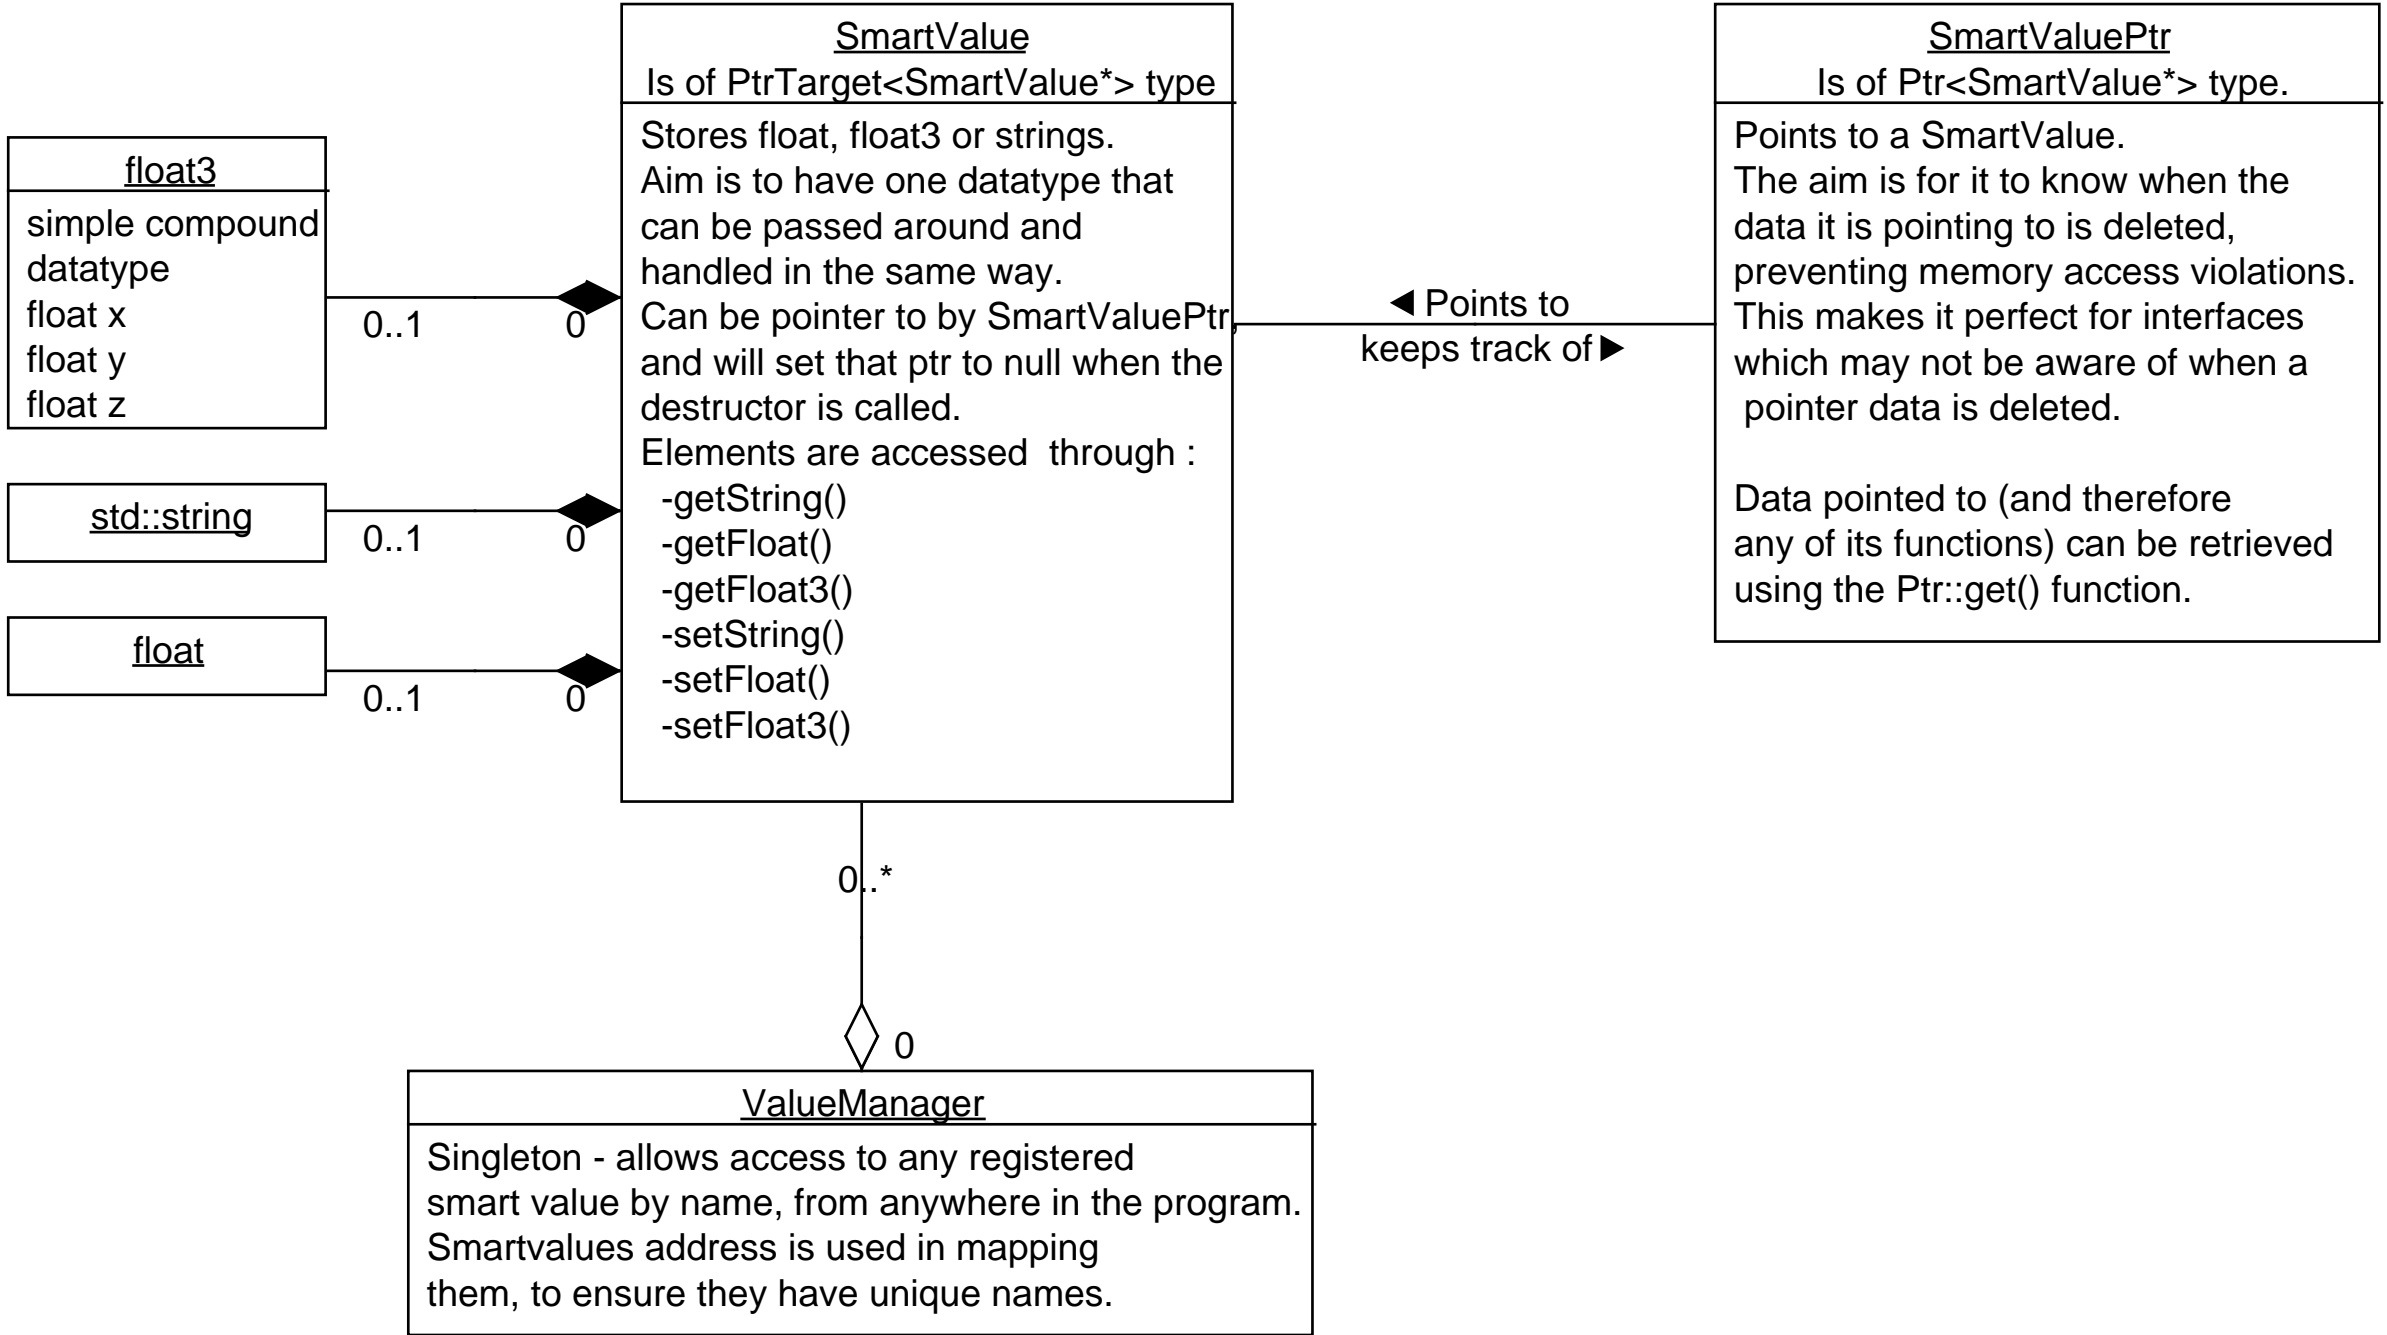 SmartValue
Is of PtrTarget<SmartValue*> type
Stores float, float3 or strings.
Aim is to have one datatype that
can be passed around and
handled in the same way.
Can be pointer to by SmartValuePtr,
and will set that ptr to null when the
destructor is called.
Elements are accessed  through :
-getString()
-getFloat()
-getFloat3()
-setString()
-setFloat()
-setFloat3()
SmartValuePtr
Is of Ptr<SmartValue*> type.
Points to a SmartValue.
The aim is for it to know when the
data it is pointing to is deleted,
preventing memory access violations.
This makes it perfect for interfaces
which may not be aware of when a
pointer data is deleted.
Data pointed to (and therefore
any of its functions) can be retrieved
using the Ptr::get() function.
float3
simple compound
datatype
float x
float y
float z
0..1
0
std::string
0..1
0
float
0..1
0
◀ Points to
keeps track of ▶
0..*
0
ValueManager
Singleton - allows access to any registered
smart value by name, from anywhere in the program.
Smartvalues address is used in mapping
them, to ensure they have unique names.